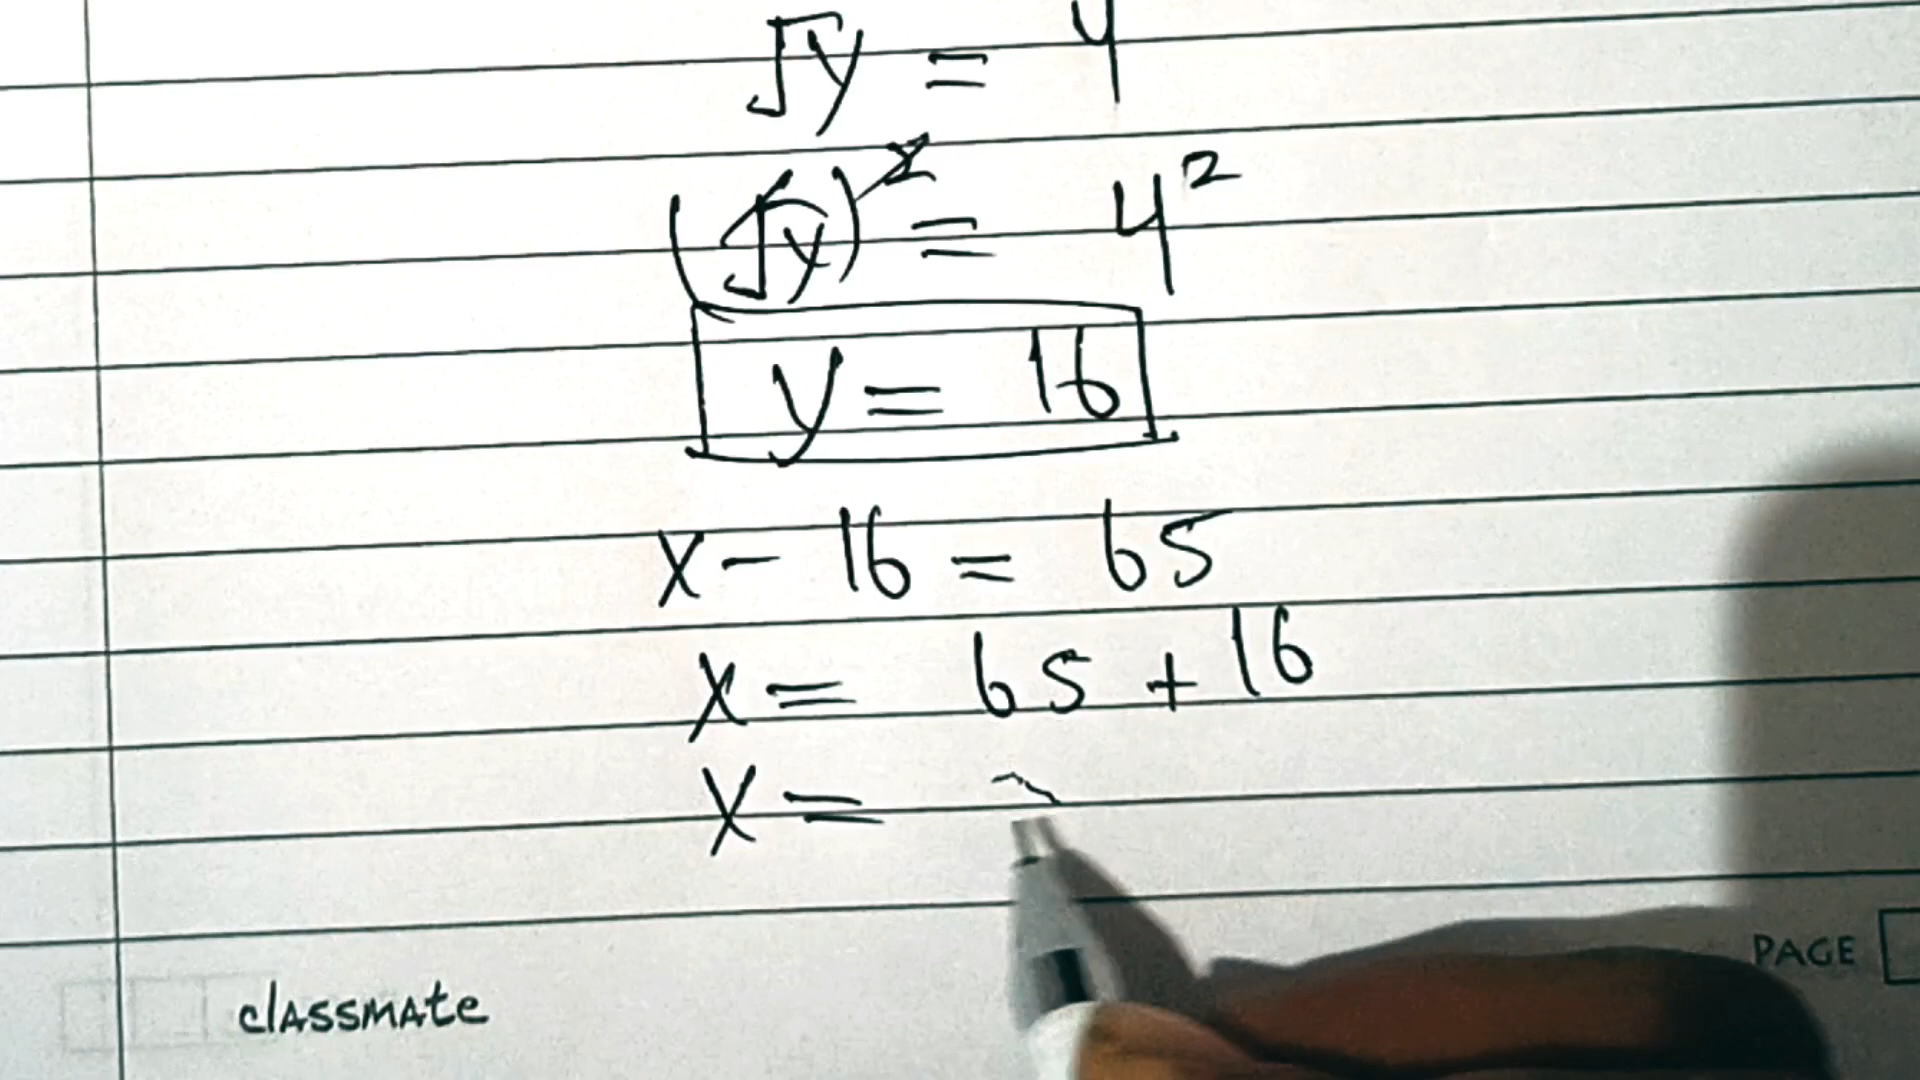 √y = 4
(√y)² = 4²
y = 16
x - 16 = 65
x = 65 + 16
x =
classmate
PAGE